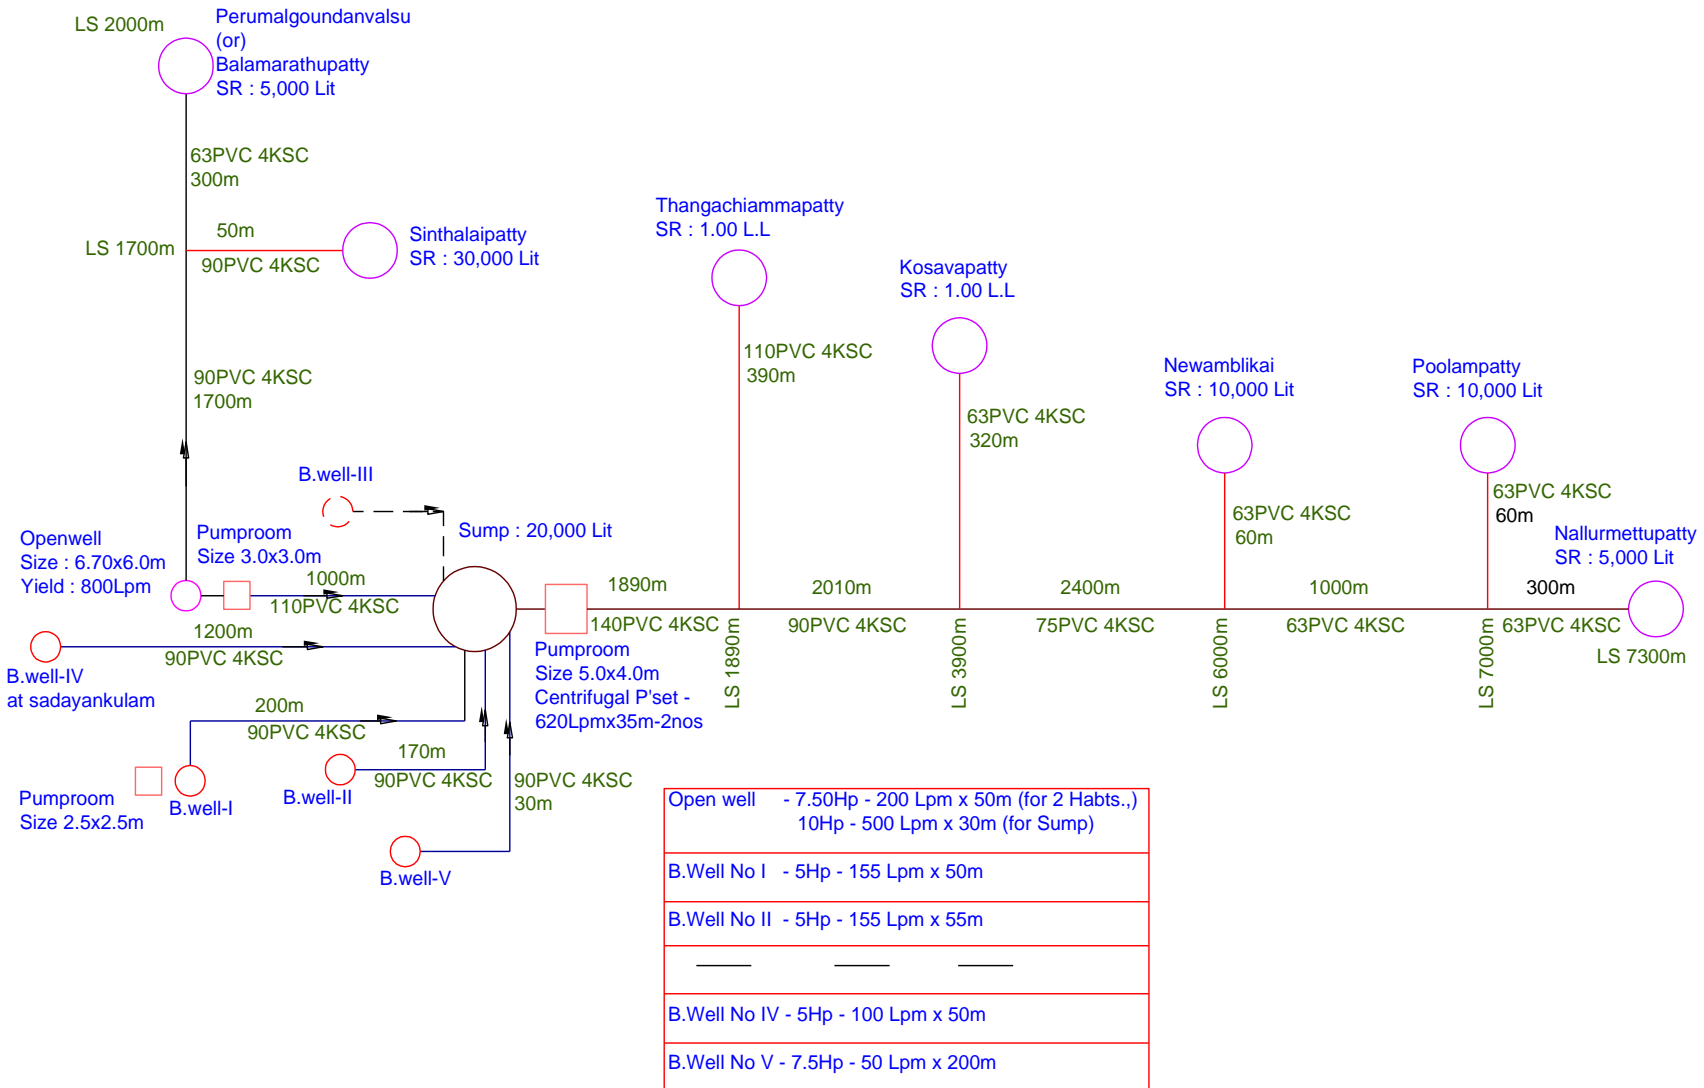 LS 2000m
Perumalgoundanvalsu
(or)
Balamarathupatty
SR : 5,000 Lit
63PVC 4KSC
300m
LS 1700m
50m
90PVC 4KSC
Sinthalaipatty
SR : 30,000 Lit
90PVC 4KSC
1700m
Thangachiammapatty
SR : 1.00 L.L
110PVC 4KSC
390m
Kosavapatty
SR : 1.00 L.L
63PVC 4KSC
320m
Newamblikai
SR : 10,000 Lit
63PVC 4KSC
60m
Poolampatty
SR : 10,000 Lit
63PVC 4KSC
60m
Nallurmettupatty
SR : 5,000 Lit
B.well-III
Sump : 20,000 Lit
Openwell
Size : 6.70x6.0m
Yield : 800Lpm
Pumproom
Size 3.0x3.0m
1000m
110PVC 4KSC
1200m
90PVC 4KSC
B.well-IV
at sadayankulam
200m
90PVC 4KSC
Pumproom
Size 2.5x2.5m
B.well-I
170m
90PVC 4KSC
B.well-II
90PVC 4KSC
30m
B.well-V
1890m
140PVC 4KSC
Pumproom
Size 5.0x4.0m
Centrifugal P'set -
620Lpmx35m-2nos
LS 1890m
2010m
90PVC 4KSC
LS 3900m
2400m
75PVC 4KSC
LS 6000m
1000m
63PVC 4KSC
LS 7000m
300m
63PVC 4KSC
LS 7300m
Open well - 7.50Hp - 200 Lpm x 50m (for 2 Habts.,)
10Hp - 500 Lpm x 30m (for Sump)
B.Well No I - 5Hp - 155 Lpm x 50m
B.Well No II - 5Hp - 155 Lpm x 55m
B.Well No IV - 5Hp - 100 Lpm x 50m
B.Well No V - 7.5Hp - 50 Lpm x 200m